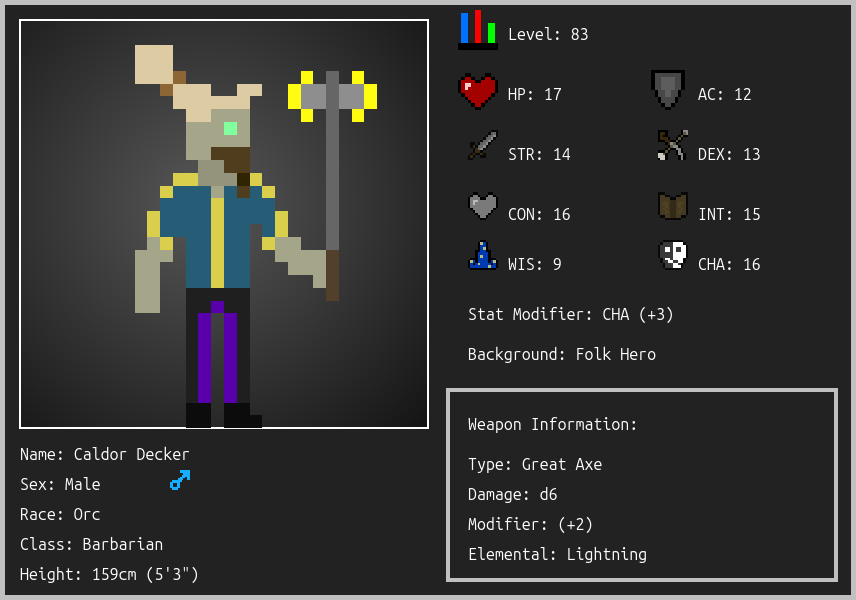 Level: 83
HP: 17
AC: 12
STR: 14
DEX: 13
CON: 16
INT: 15
WIS: 9
CHA: 16
Stat Modifier: CHA (+3)
Background: Folk Hero
Weapon Information:
Type: Great Axe
Damage: d6
Modifier: (+2)
Elemental: Lightning
Name: Caldor Decker
Sex: Male
Race: Orc
Class: Barbarian
Height: 159cm (5'3")